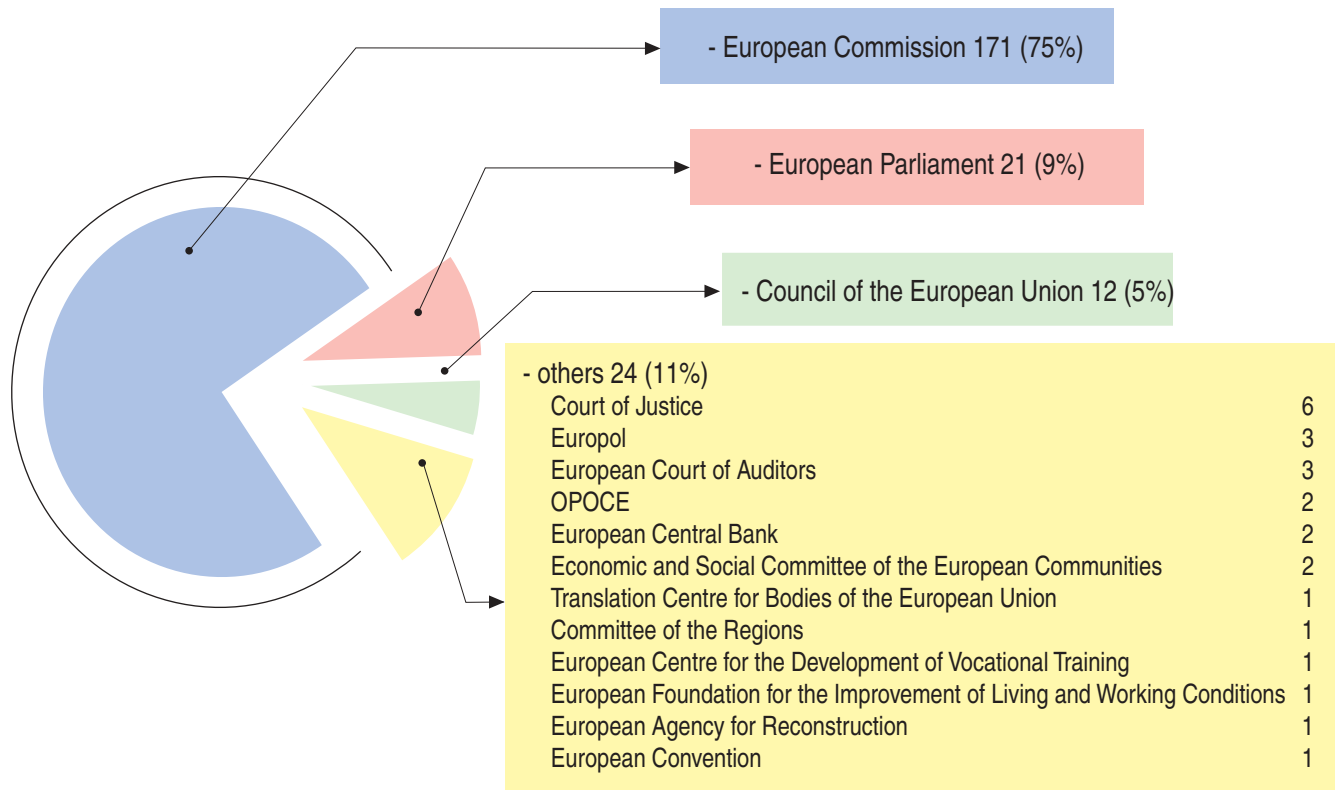 - European Commission 171 (75%)
- European Parliament 21 (9%)
- Council of the European Union 12 (5%)
- others 24 (11%)
Court of Justice 6
Europol 3
European Court of Auditors 3
OPOCE 2
European Central Bank 2
Economic and Social Committee of the European Communities 2
Translation Centre for Bodies of the European Union 1
Committee of the Regions 1
European Centre for the Development of Vocational Training 1
European Foundation for the Improvement of Living and Working Conditions 1
European Agency for Reconstruction 1
European Convention 1